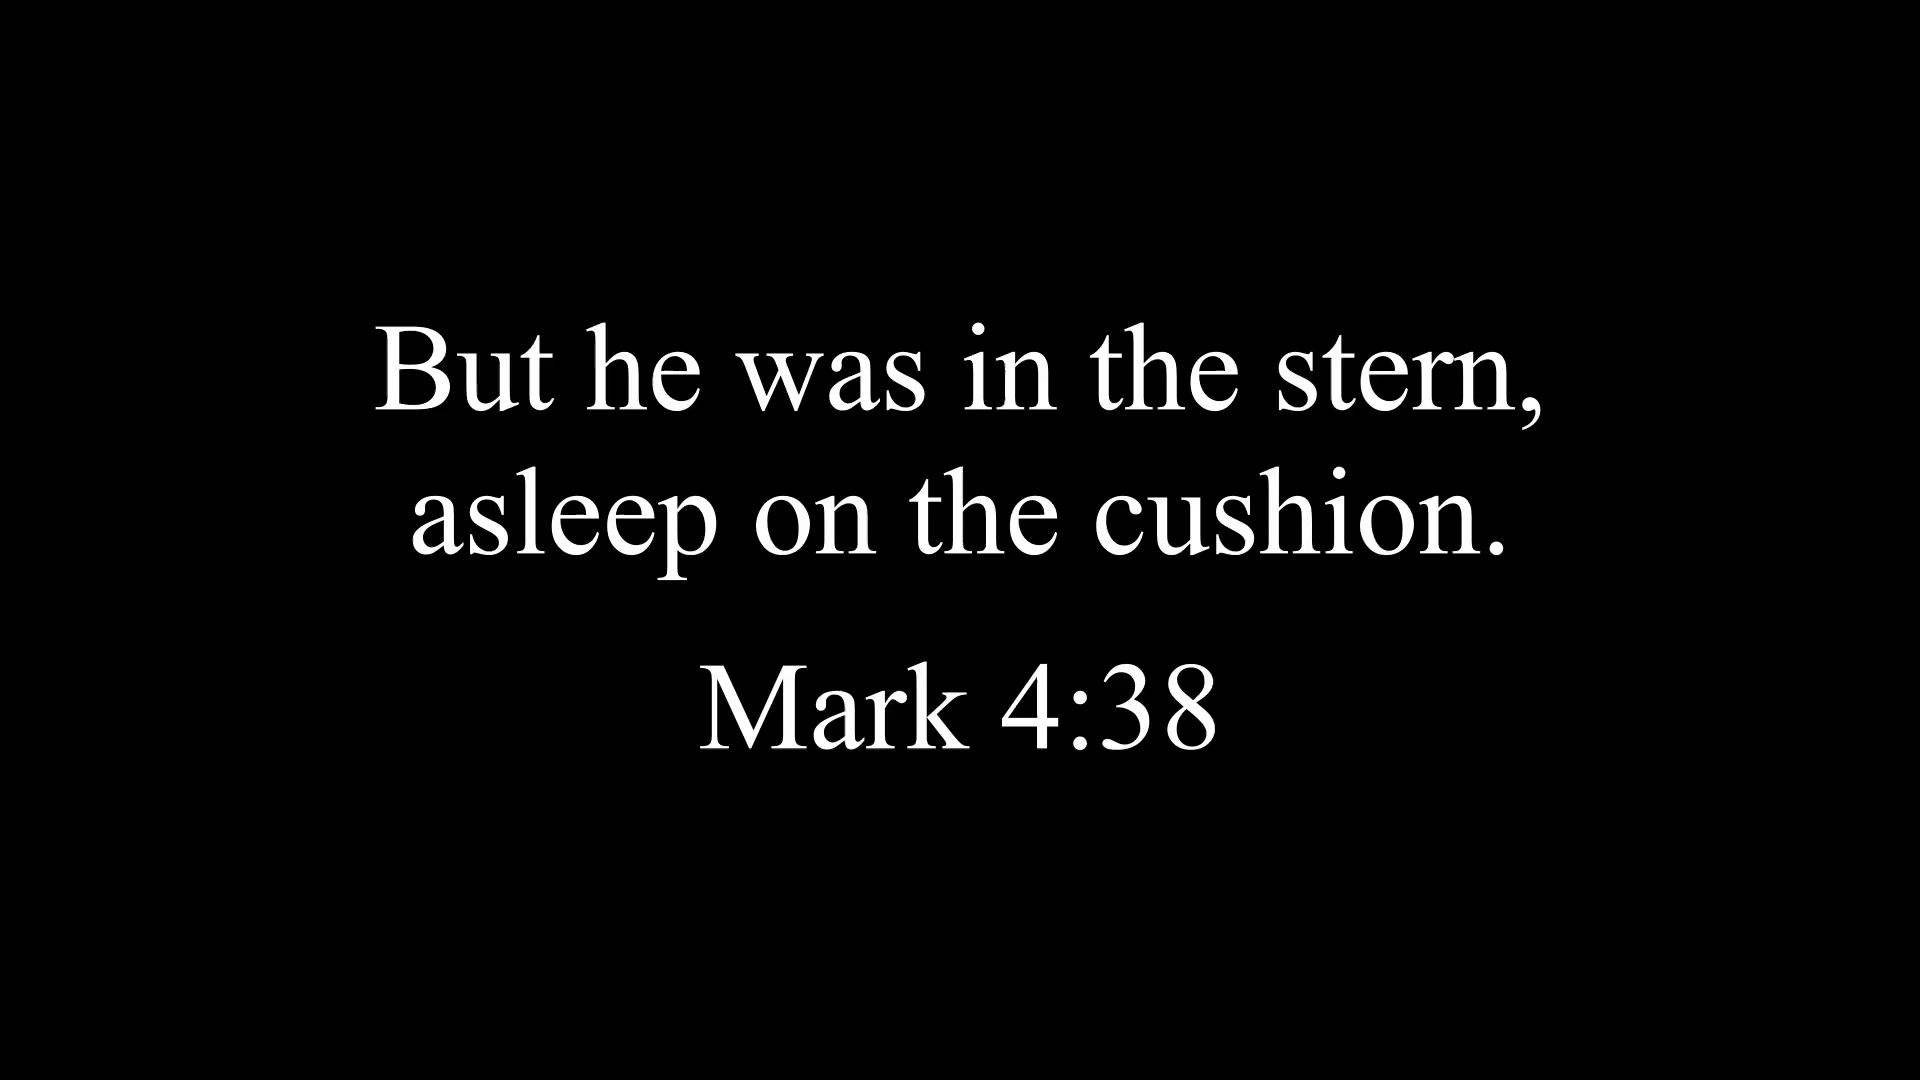 But he was in the stern,
asleep on the cushion.
Mark 4:38